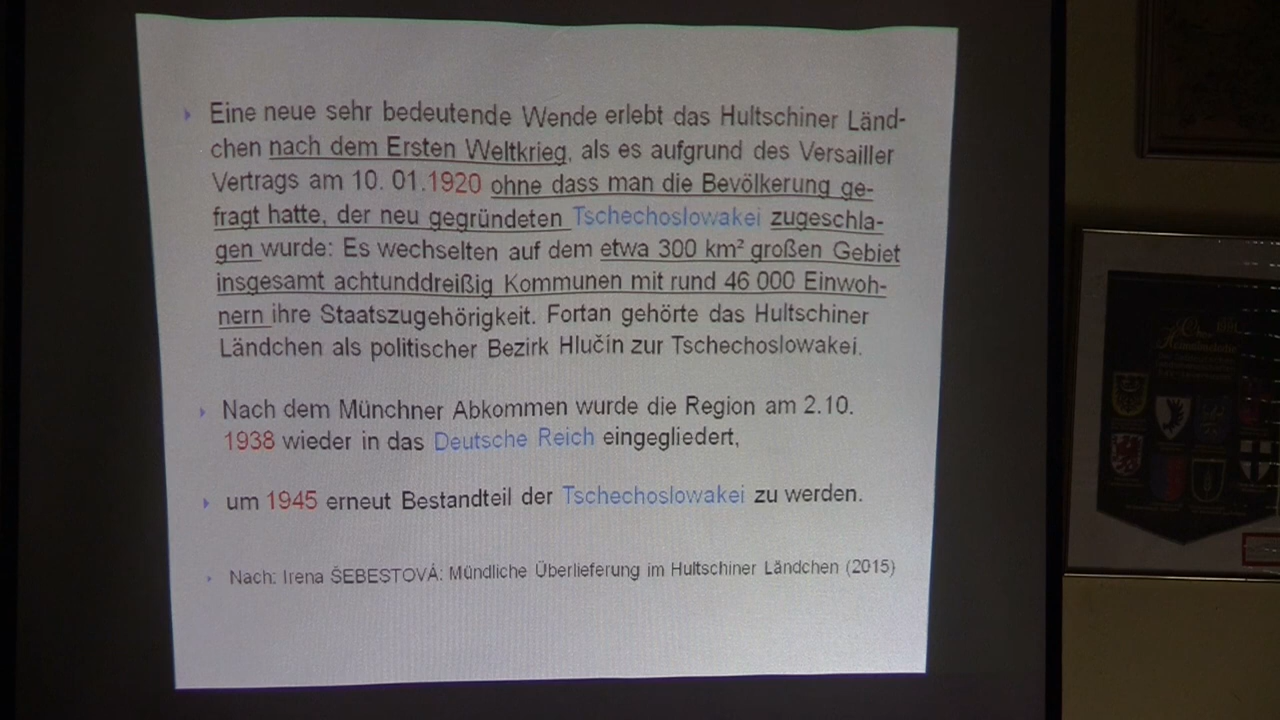 Eine neue sehr bedeutende Wende erlebt das Hultschiner Länd-
chen nach dem Ersten Weltkrieg, als es aufgrund des Versailler
Vertrags am 10. 01.1920 ohne dass man die Bevölkerung ge-
fragt hatte, der neu gegründeten Tschechoslowakei zugeschla-
gen wurde: Es wechselten auf dem etwa 300 km² großen Gebiet
insgesamt achtunddreißig Kommunen mit rund 46 000 Einwoh-
nern ihre Staatszugehörigkeit. Fortan gehörte das Hultschiner
Ländchen als politischer Bezirk Hlučín zur Tschechoslowakei.
Nach dem Münchner Abkommen wurde die Region am 2.10.
1938 wieder in das Deutsche Reich eingegliedert,
um 1945 erneut Bestandteil der Tschechoslowakei zu werden.
Nach: Irena ŠEBESTOVÁ: Mündliche Überlieferung im Hultschiner Ländchen (2015)